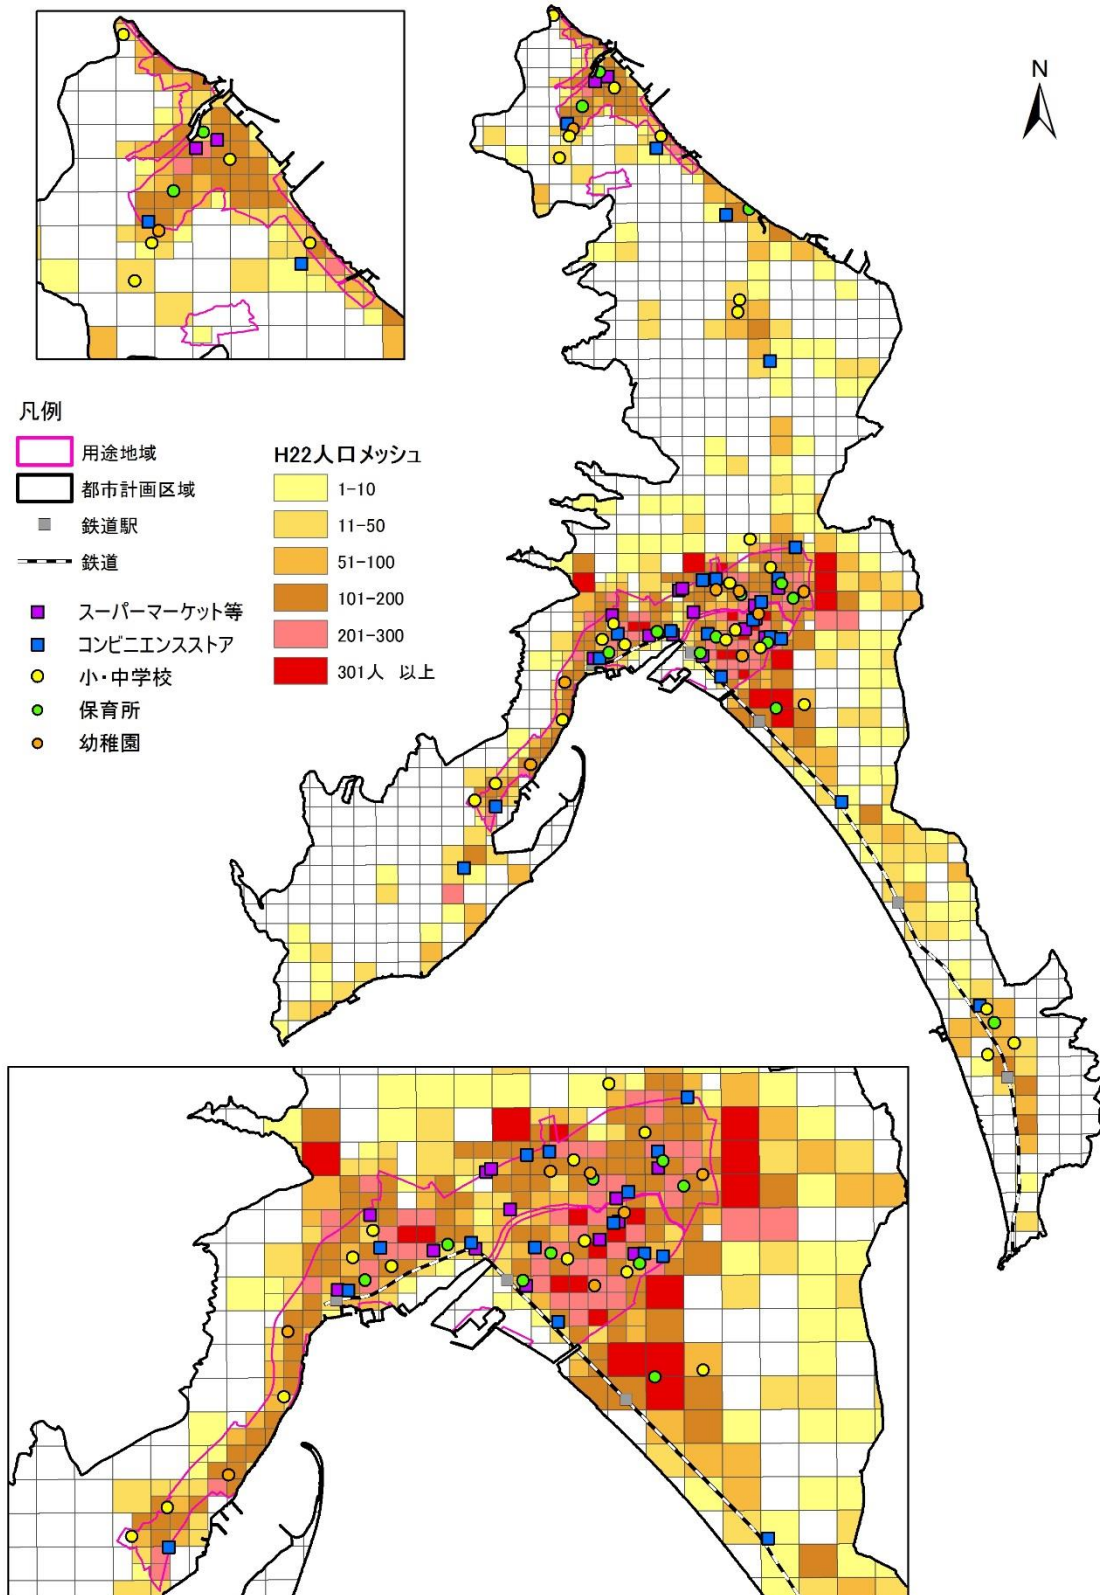 N
凡例
用途地域
都市計画区域
鉄道駅
鉄道
スーパーマーケット等
コンビニエンスストア
小・中学校
保育所
幼稚園
H22人口メッシュ
1-10
11-50
51-100
101-200
201-300
301人 以上